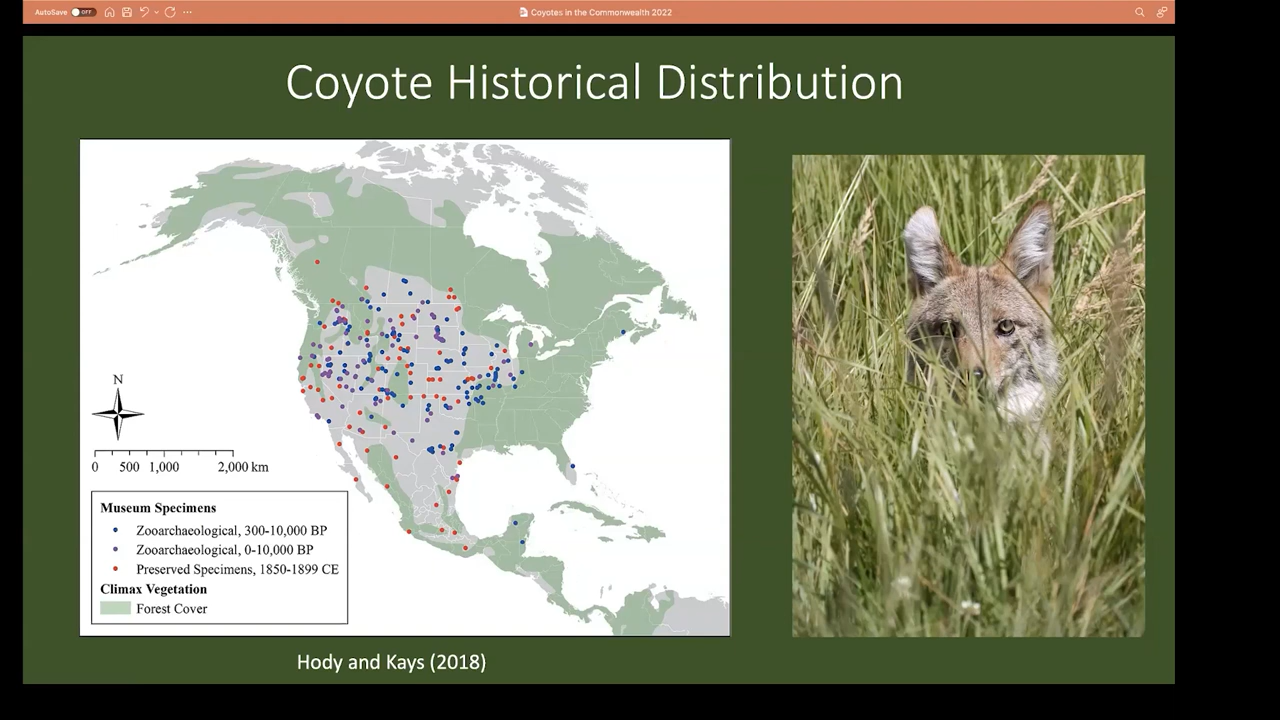 AutoSave OFF
Coyotes in the Commonwealth 2022
Coyote Historical Distribution
N
0 500 1,000 2,000 km
Museum Specimens
Zooarchaeological, 300-10,000 BP
Zooarchaeological, 0-10,000 BP
Preserved Specimens, 1850-1899 CE
Climax Vegetation
Forest Cover
Hody and Kays (2018)